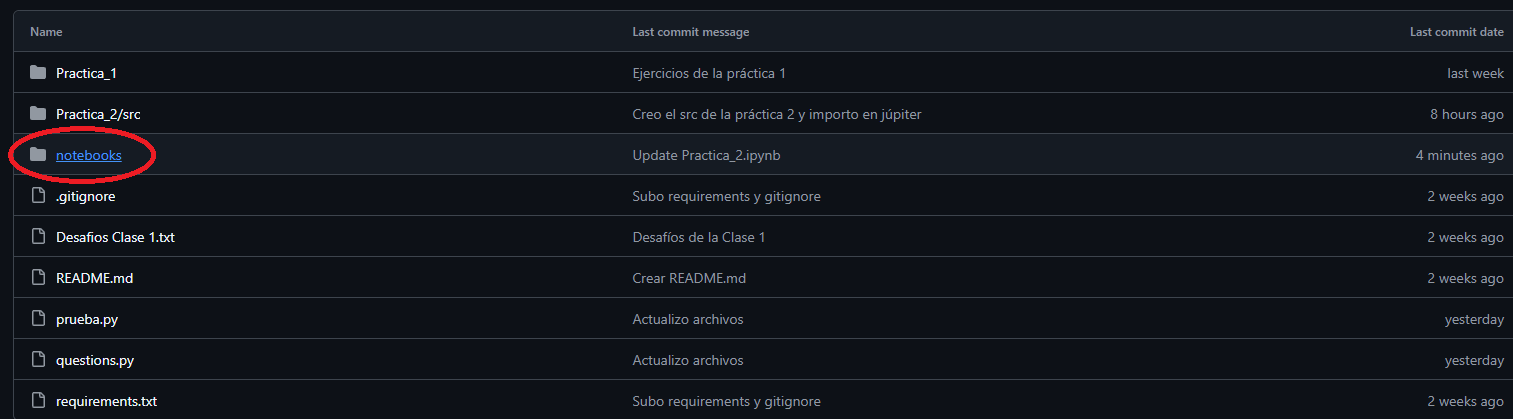 Name Last commit message Last commit date
Practica_1 Ejercicios de la práctica 1 last week
Practica_2/src Creo el src de la práctica 2 y importo en júpiter 8 hours ago
notebooks Update Practica_2.ipynb 4 minutes ago
.gitignore Subo requirements y gitignore 2 weeks ago
Desafios Clase 1.txt Desafíos de la Clase 1 2 weeks ago
README.md Crear README.md 2 weeks ago
prueba.py Actualizo archivos yesterday
questions.py Actualizo archivos yesterday
requirements.txt Subo requirements y gitignore 2 weeks ago